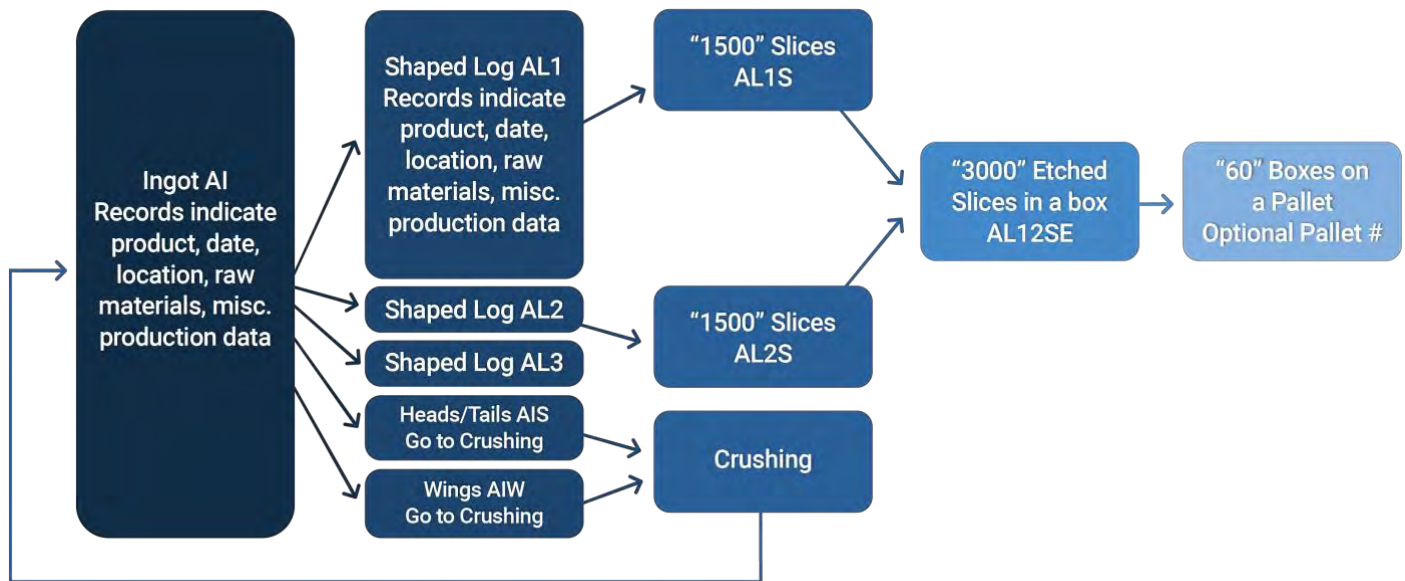 Ingot AI
Records indicate
product, date,
location, raw
materials, misc.
production data
Shaped Log AL1
Records indicate
product, date,
location, raw
materials, misc.
production data
Shaped Log AL2
Shaped Log AL3
Heads/Tails AIS
Go to Crushing
Wings AIW
Go to Crushing
“1500” Slices
AL1S
“1500” Slices
AL2S
Crushing
“3000” Etched
Slices in a box
AL12SE
“60” Boxes on
a Pallet
Optional Pallet #